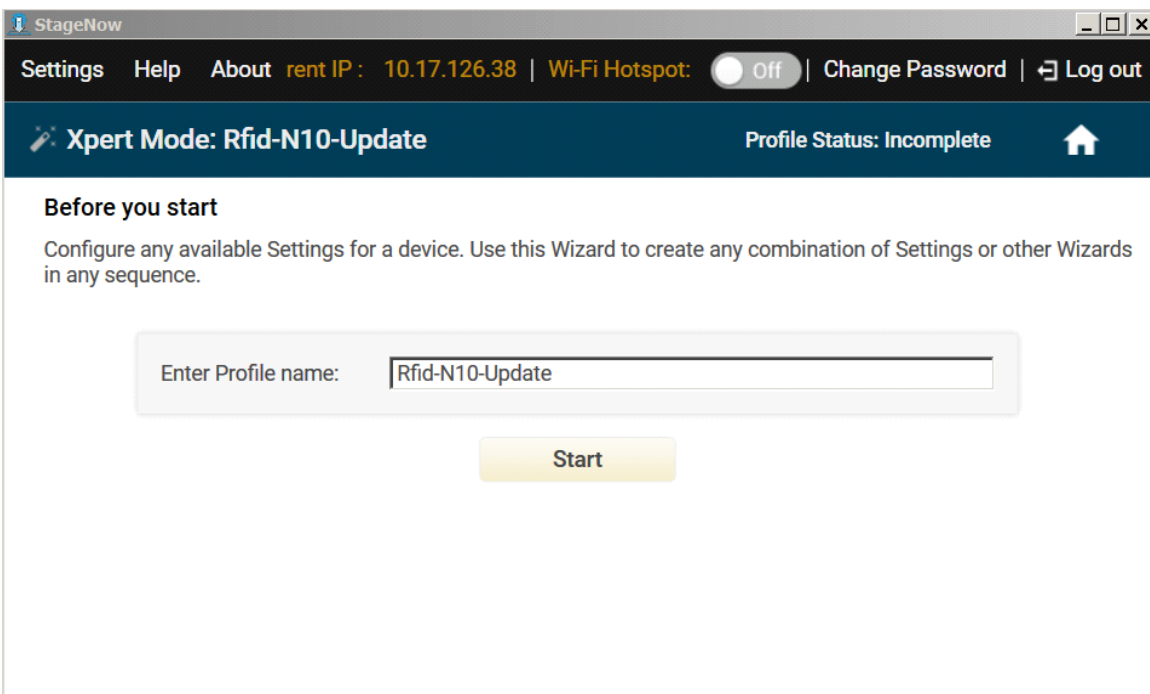 StageNow
Settings Help About rent IP : 10.17.126.38 | Wi-Fi Hotspot: Off | Change Password | Log out
Xpert Mode: Rfid-N10-Update Profile Status: Incomplete
Before you start
Configure any available Settings for a device. Use this Wizard to create any combination of Settings or other Wizards
in any sequence.
Enter Profile name: Rfid-N10-Update
Start